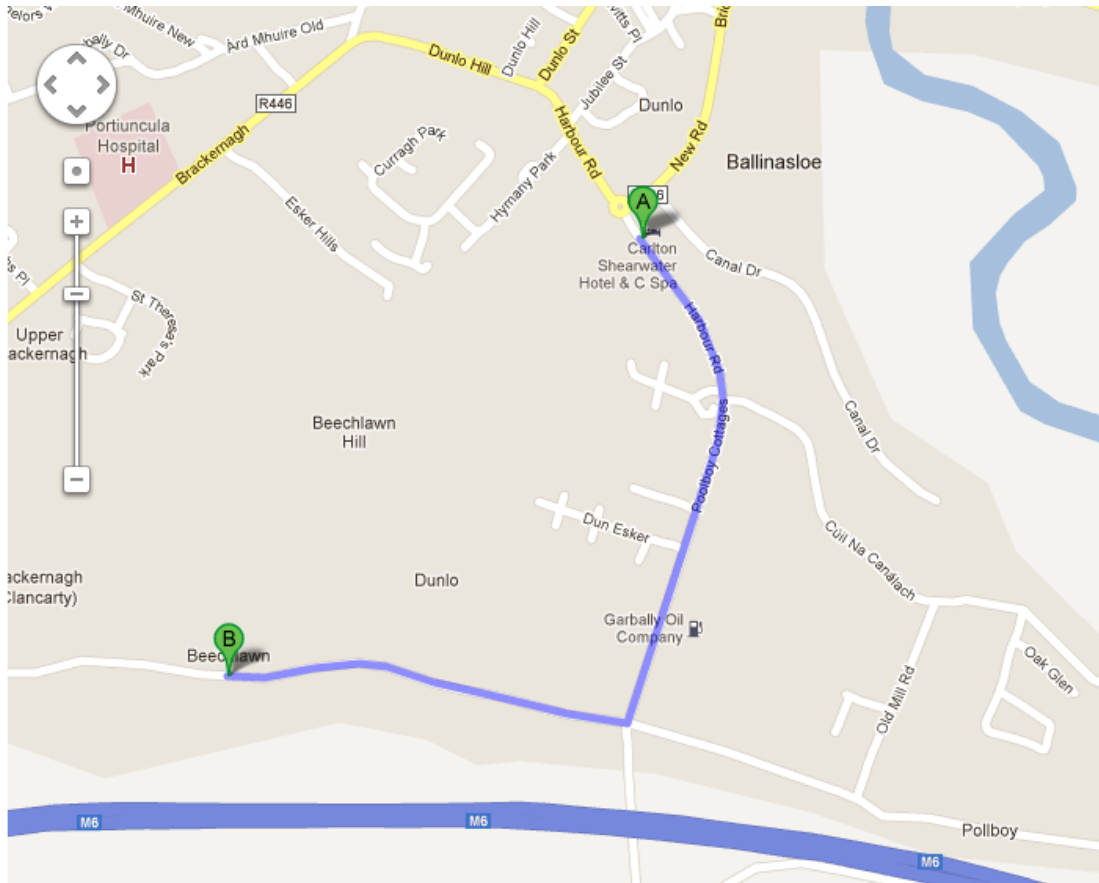 Mhuire New
Ard Mhuire Old
Dunlo Hill
Dunlo Hill
Dunlo St
Jubilee St
Dunlo
R446
Portiuncula
Hospital
H
Brackernagh
Curragh Park
Hymany Park
Harbour Rd
New Rd
Ballinasloe
A
Esker Hills
Carlton
Shearwater
Hotel & C Spa
Canal Dr
St Theresa's Park
Upper
Harbour Rd
Beechlawn
Hill
Poolboy Cottages
Canal Dr
Dun Esker
Cúil Na Canálach
Dunlo
Clancarty)
Garbally Oil
Company
B
Beechlawn
Oak Glen
Old Mill Rd
M6
M6
Pollboy
M6